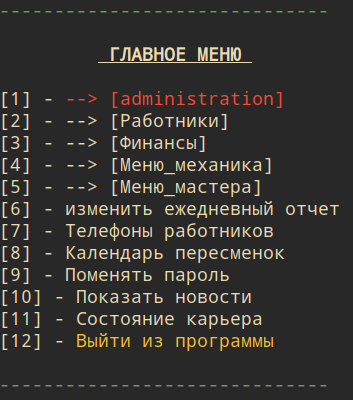 ------------------------------
ГЛАВНОЕ МЕНЮ
[1] - --> [administration]
[2] - --> [Работники]
[3] - --> [Финансы]
[4] - --> [Меню_механика]
[5] - --> [Меню_мастера]
[6] - изменить ежедневный отчет
[7] - Телефоны работников
[8] - Календарь пересменок
[9] - Поменять пароль
[10] - Показать новости
[11] - Состояние карьера
[12] - Выйти из программы
------------------------------